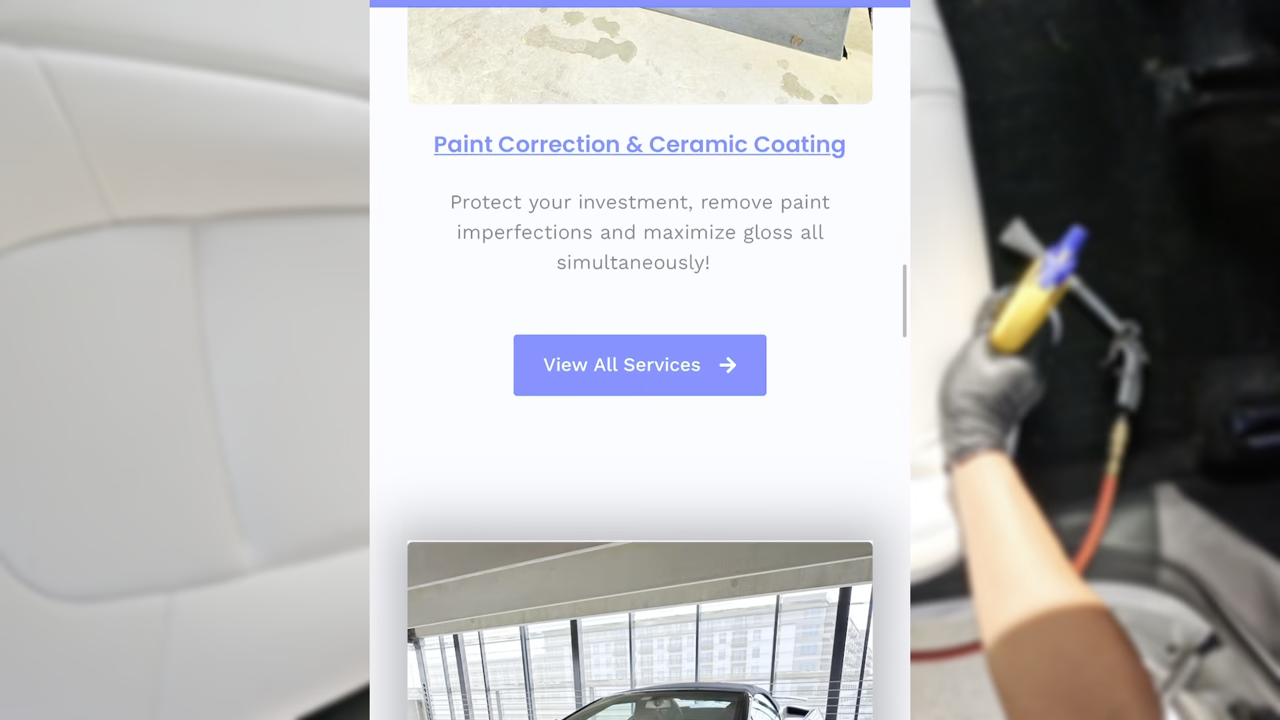 Paint Correction & Ceramic Coating
Protect your investment, remove paint
imperfections and maximize gloss all
simultaneously!
View All Services